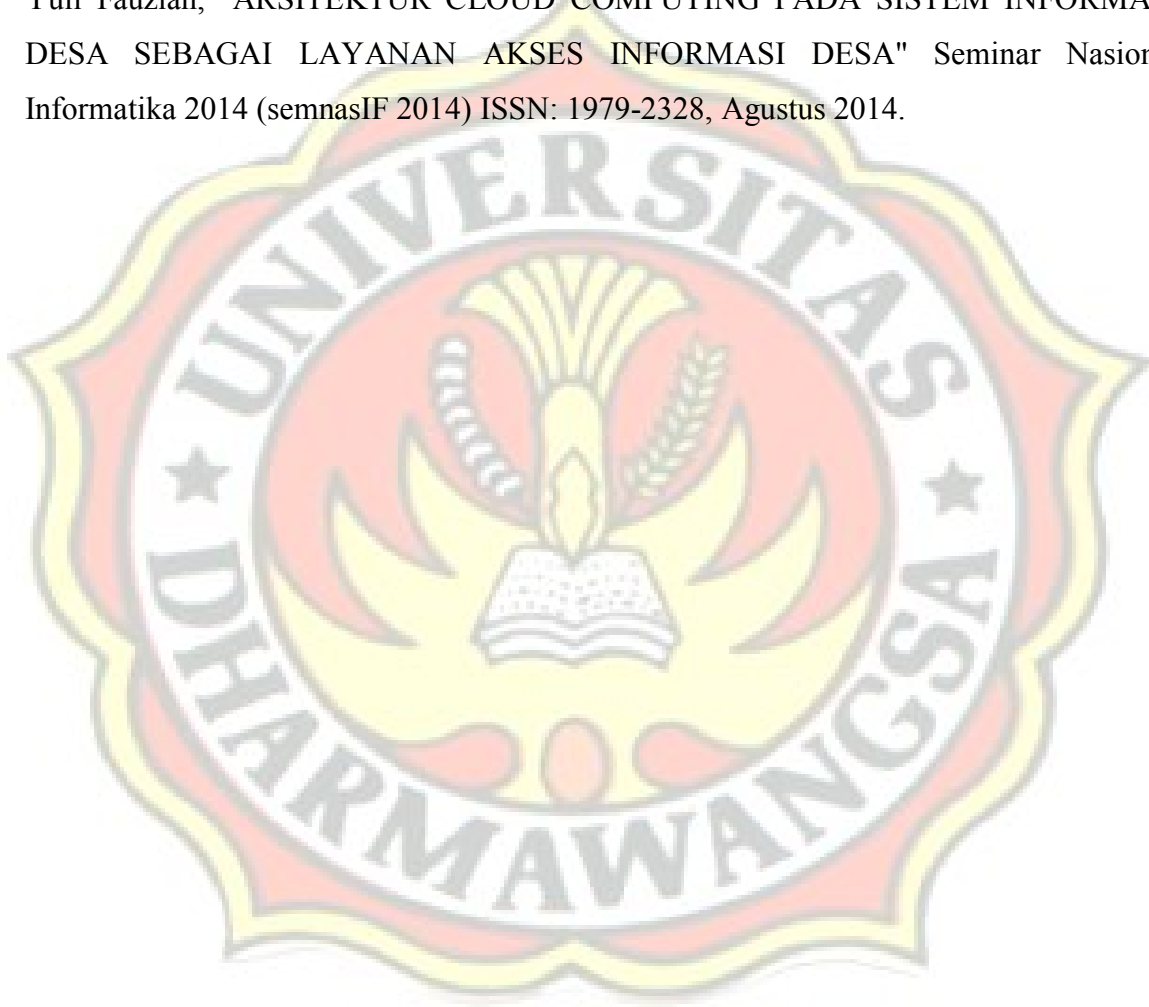 Yuli Fauziah, "ARSITEKTUR CLOUD COMPUTING PADA SISTEM INFORMA
DESA SEBAGAI LAYANAN AKSES INFORMASI DESA" Seminar Nasion
Informatika 2014 (semnasIF 2014) ISSN: 1979-2328, Agustus 2014.
UNIVERSITAS
DHARMAWANGSA